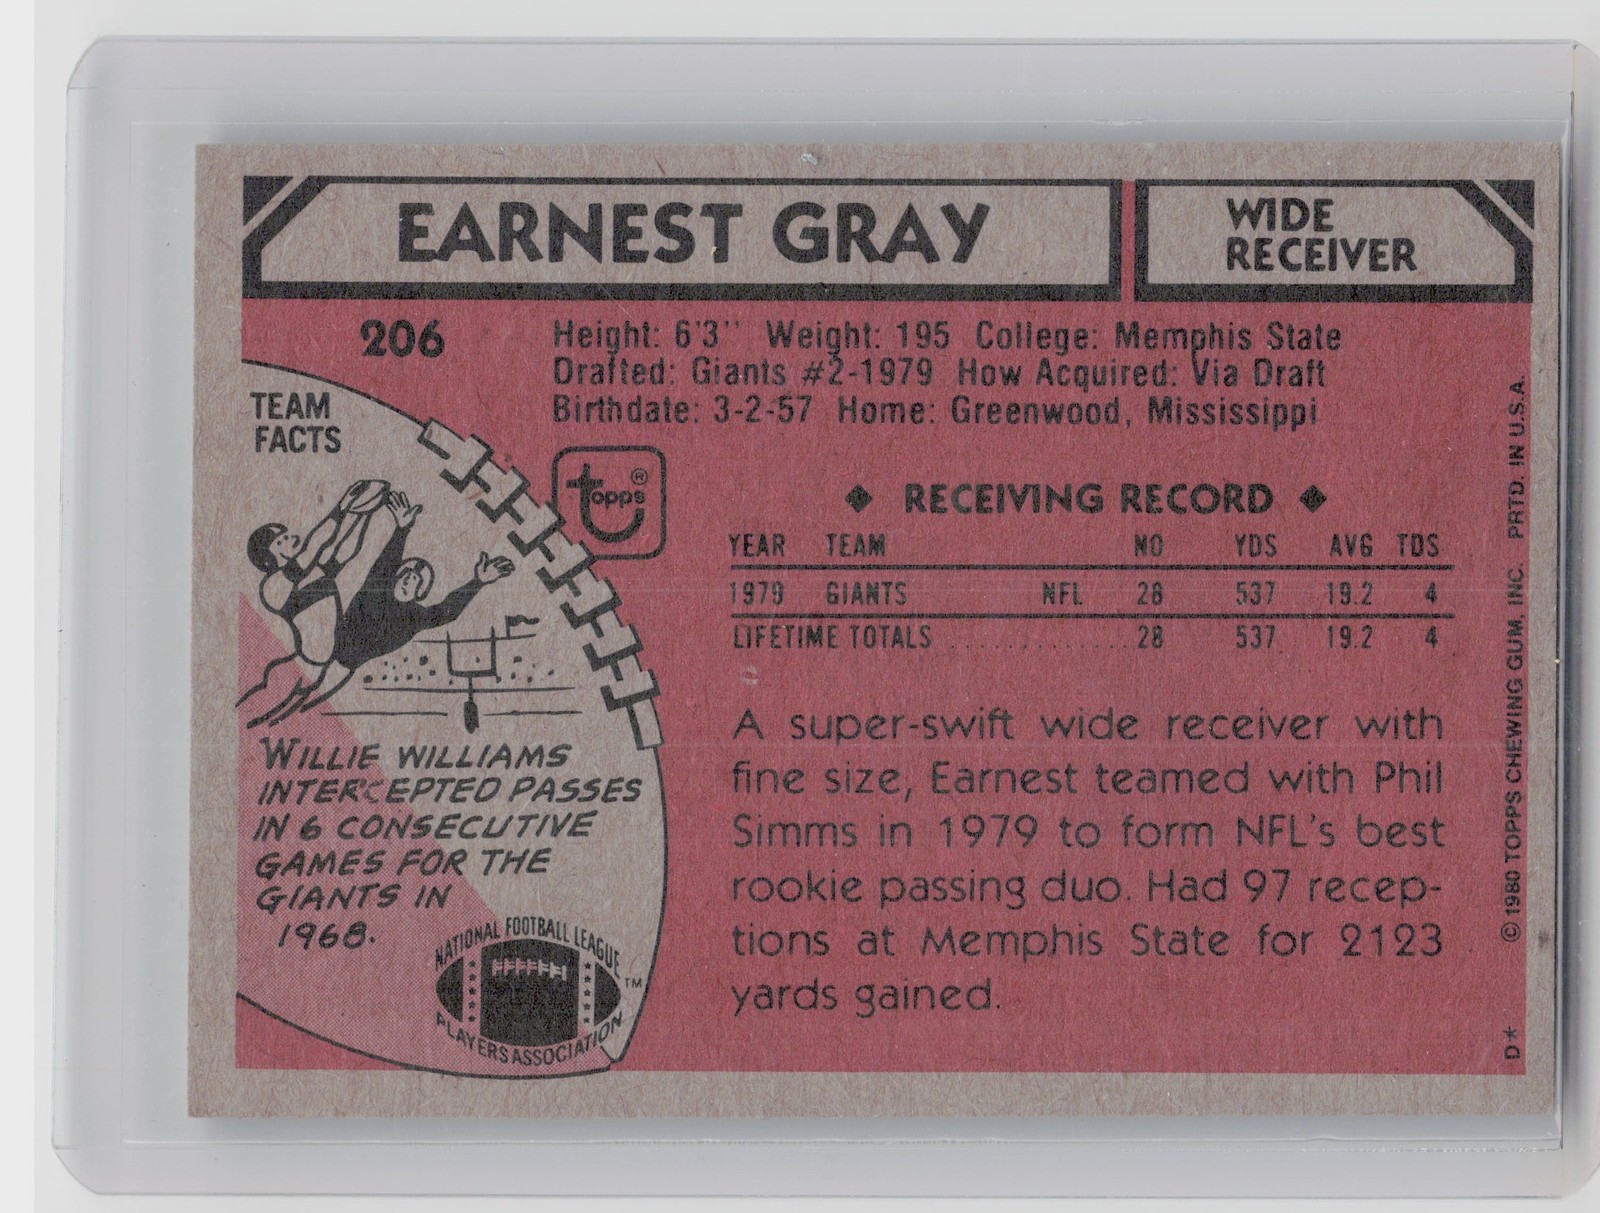 EARNEST GRAY
WIDE
RECEIVER
206
Height: 6'3" Weight: 195 College: Memphis State
Drafted: Giants #2-1979 How Acquired: Via Draft
Birthdate: 3-2-57 Home: Greenwood, Mississippi
TEAM
FACTS
topps®
◆ RECEIVING RECORD ◆
YEAR TEAM NO YDS AVG TDS
1979 GIANTS NFL 28 537 19.2 4
LIFETIME TOTALS ............. 28 537 19.2 4
A super-swift wide receiver with
fine size, Earnest teamed with Phil
Simms in 1979 to form NFL's best
rookie passing duo. Had 97 recep-
tions at Memphis State for 2123
yards gained.
WILLIE WILLIAMS
INTERCEPTED PASSES
IN 6 CONSECUTIVE
GAMES FOR THE
GIANTS IN
1968.
NATIONAL FOOTBALL LEAGUE
PLAYERS ASSOCIATION
TM
D* ©1980 TOPPS CHEWING GUM, INC. PRTD. IN U.S.A.